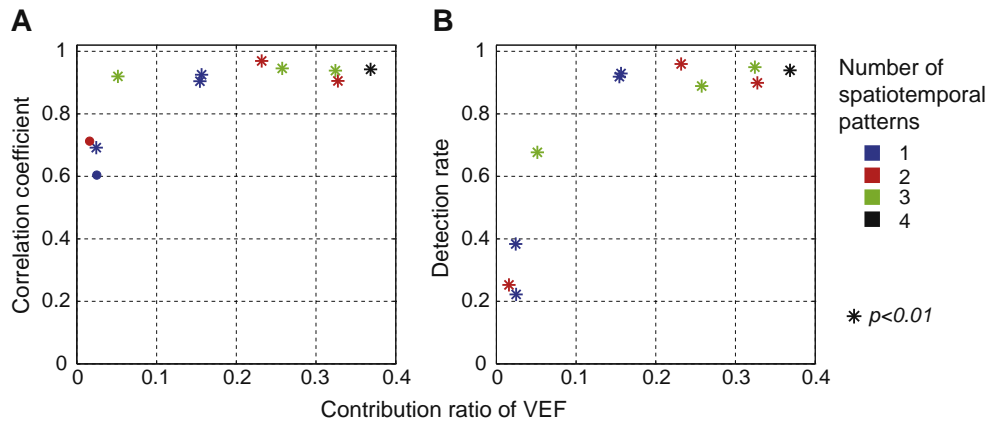 A
B
Correlation coefficient
1
0.8
0.6
0.4
0.2
0
0
0.1
0.2
0.3
0.4
Detection rate
1
0.8
0.6
0.4
0.2
0
0
0.1
0.2
0.3
0.4
Contribution ratio of VEF
Number of
spatiotemporal
patterns
1
2
3
4
p<0.01